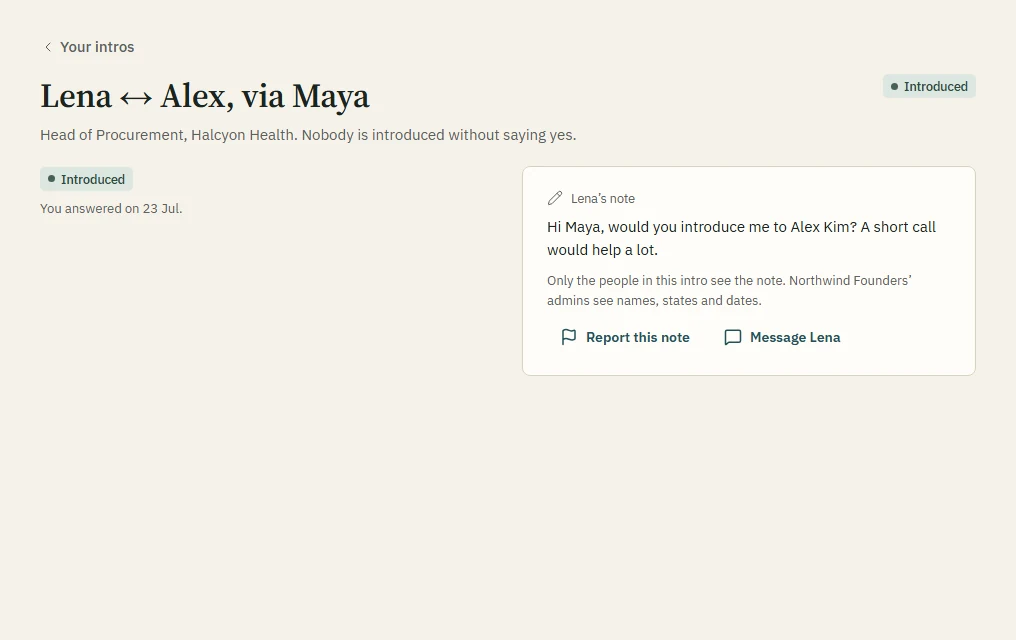 Your intros
Lena ↔ Alex, via Maya
Introduced
Head of Procurement, Halcyon Health. Nobody is introduced without saying yes.
Introduced
You answered on 23 Jul.
Lena’s note
Hi Maya, would you introduce me to Alex Kim? A short call
would help a lot.
Only the people in this intro see the note. Northwind Founders’
admins see names, states and dates.
Report this note
Message Lena